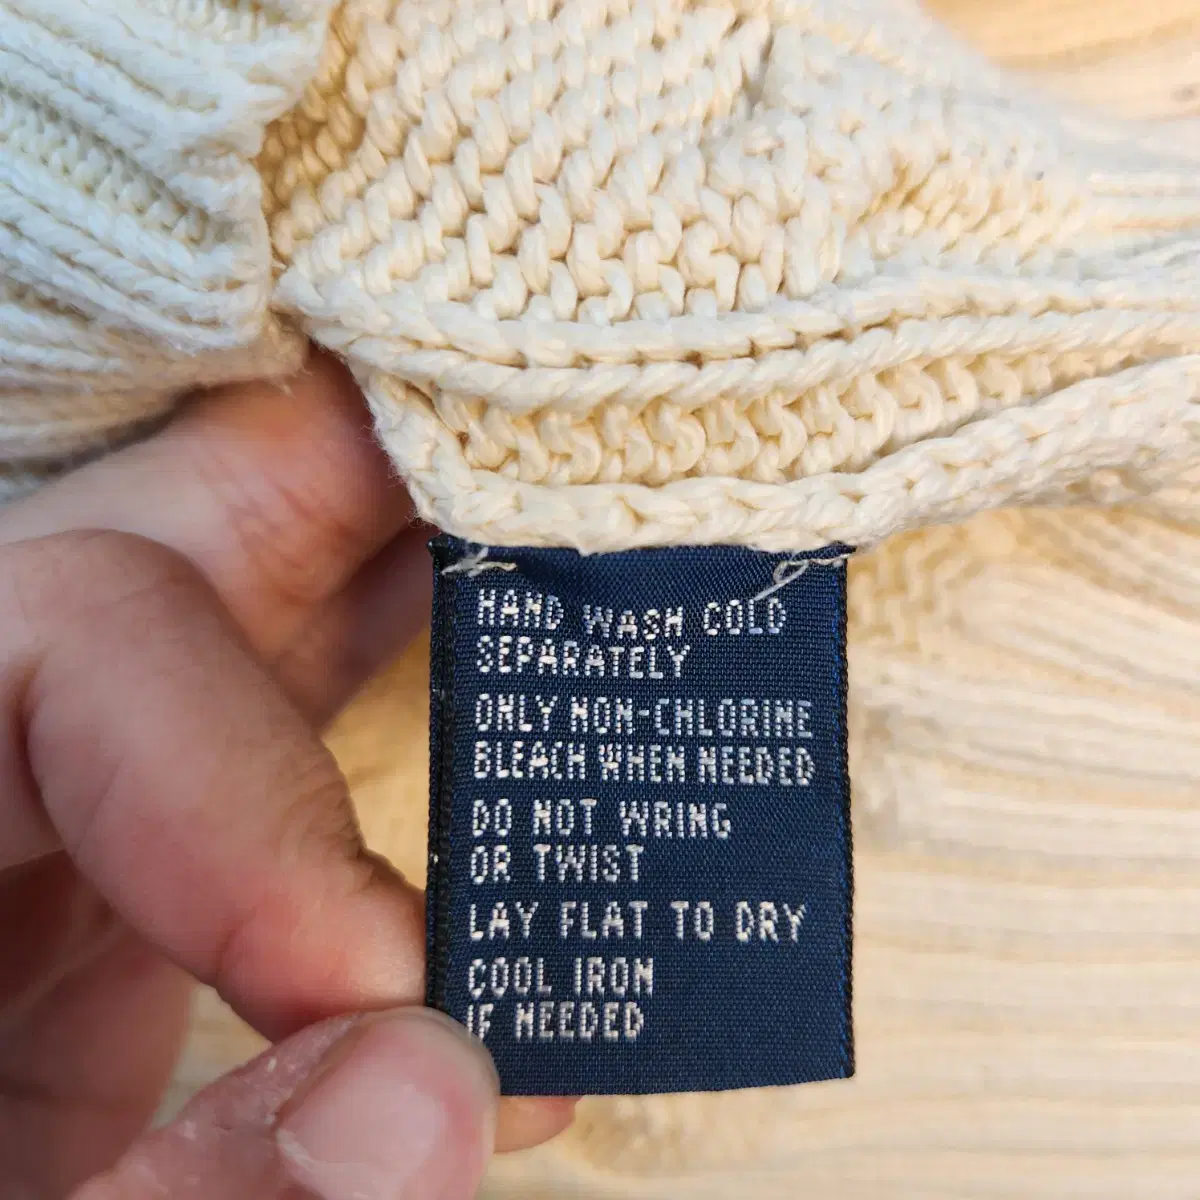 HAND WASH COLD
SEPARATELY
ONLY NON-CHLORINE
BLEACH WHEN NEEDED
DO NOT WRING
OR TWIST
LAY FLAT TO DRY
COOL IRON
IF NEEDED